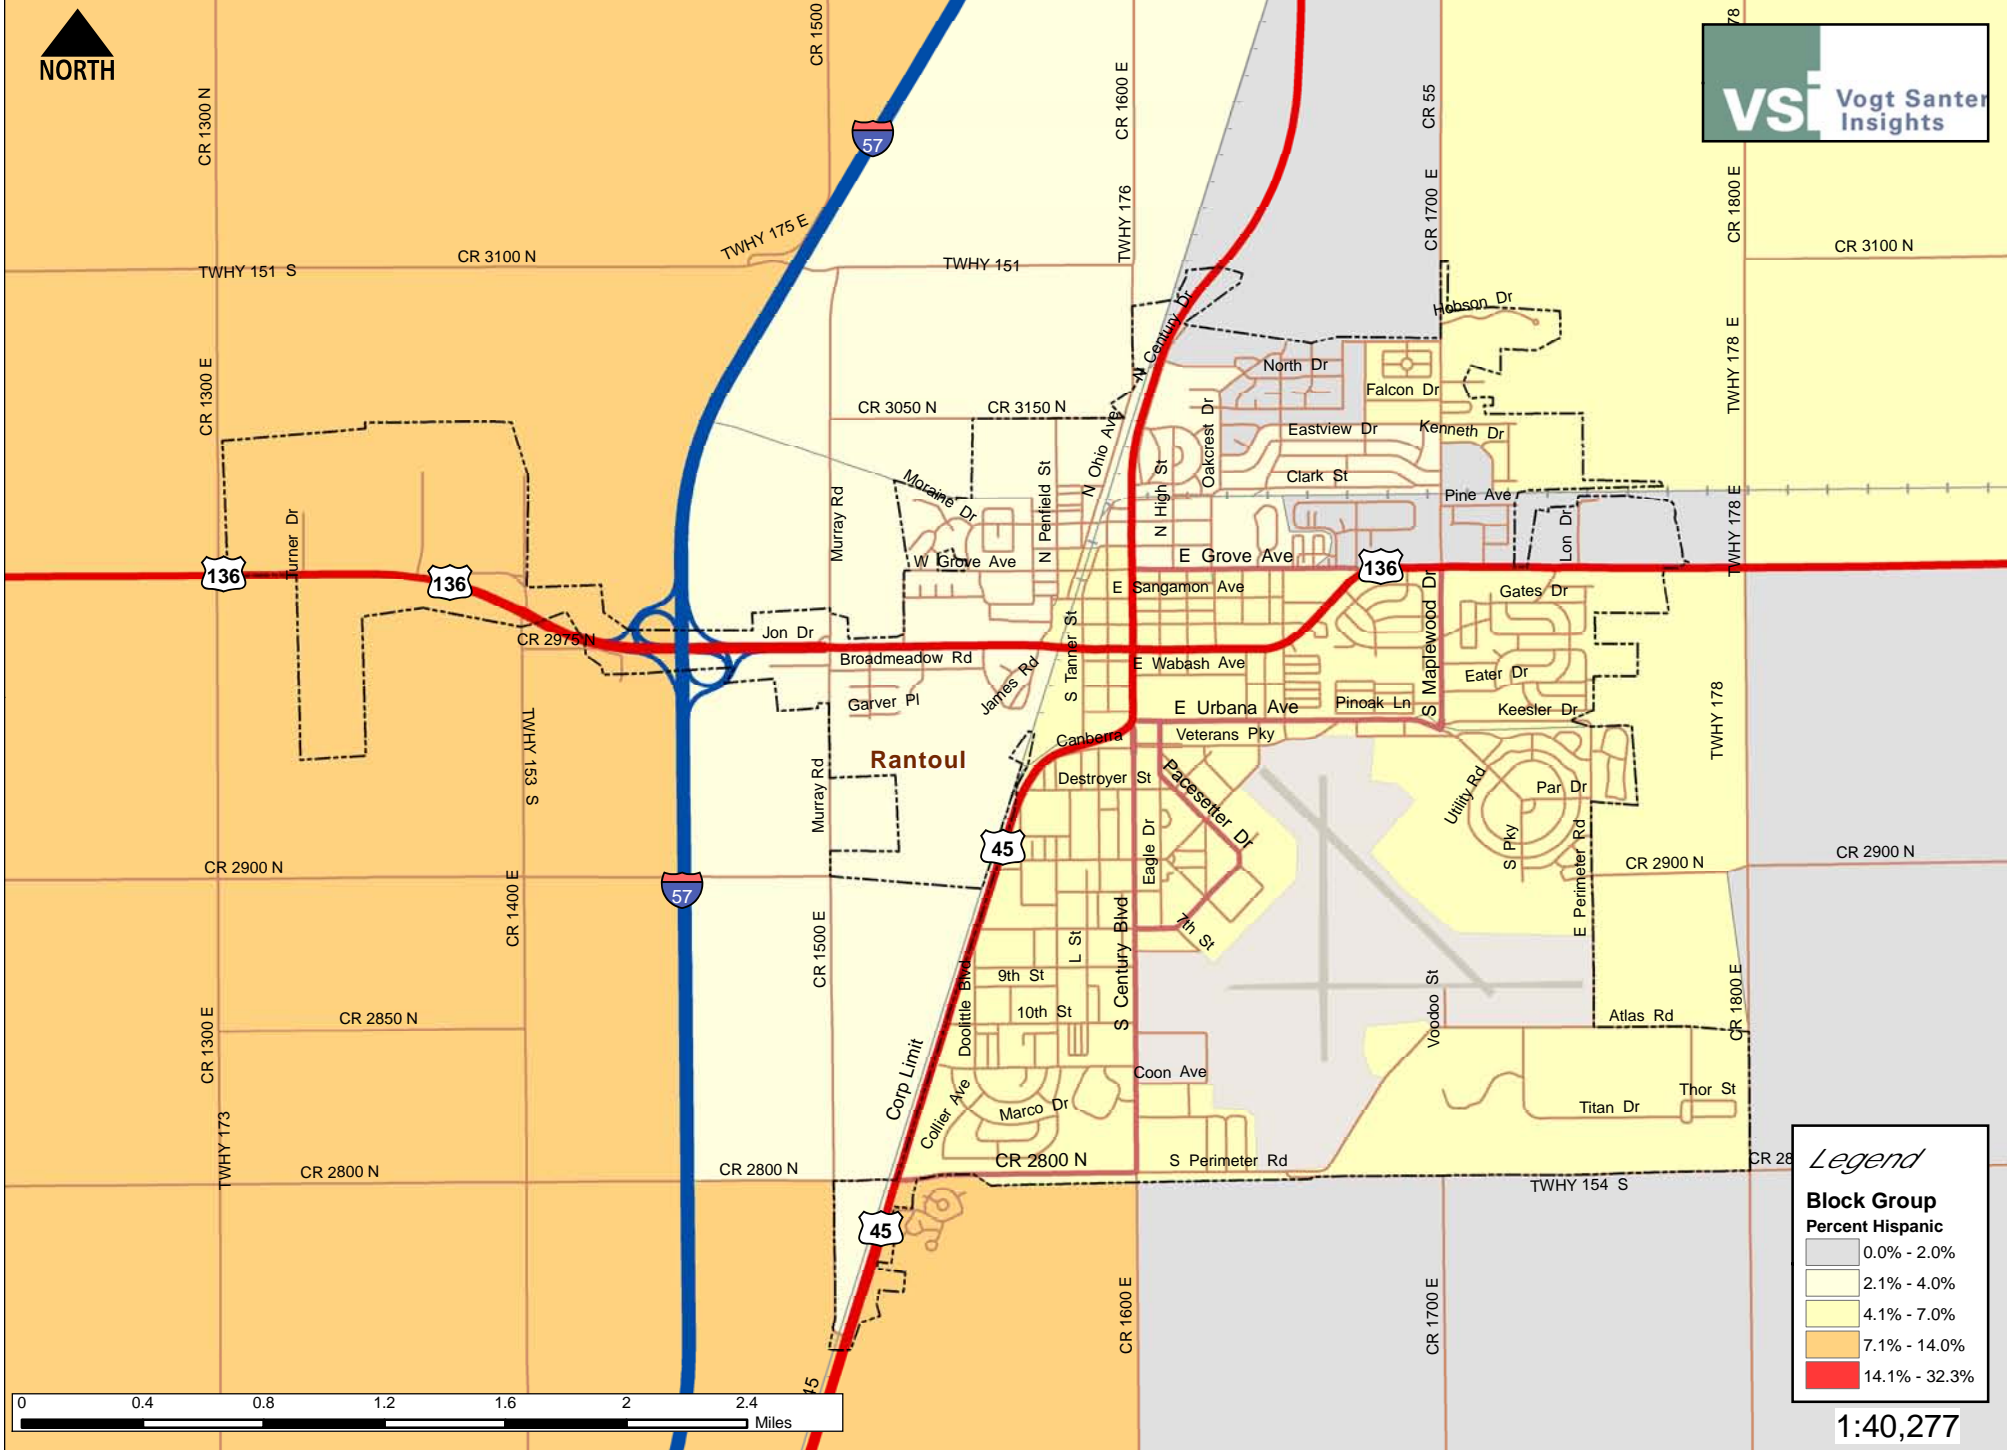 NORTH
CR 1300 N
CR 1500
57
CR 1600 E
CR 55
78
vsi
Vogt Santer
Insights
TWHY 176
CR 1700 E
CR 1800 E
TWHY 175 E
TWHY 151 S
CR 3100 N
TWHY 151
CR 3100 N
N Century Dr
Hobson Dr
CR 1300 E
TWHY 178 E
North Dr
Falcon Dr
CR 3050 N
CR 3150 N
Oakcrest Dr
Eastview Dr
Kenneth Dr
N Ohio Ave
Clark St
Moraine Dr
Murray Rd
N Penfield St
N High St
Pine Ave
Lon Dr
TWHY 178 E
Turner Dr
W Grove Ave
E Grove Ave
136
136
136
E Sangamon Ave
Gates Dr
CR 2975 N
Jon Dr
S Tanner St
S Maplewood Dr
Broadmeadow Rd
E Wabash Ave
James Rd
Eater Dr
Garver Pl
E Urbana Ave
Pinoak Ln
Keesler Dr
TWHY 178
TWHY 153 S
Canberra
Veterans Pky
Rantoul
Murray Rd
Destroyer St
Pacesetter Dr
Utility Rd
Par Dr
45
Eagle Dr
S Pky
E Perimeter Rd
CR 2900 N
CR 2900 N
CR 2900 N
57
CR 1400 E
CR 1500 E
L St
S Century Blvd
7th St
9th St
Doolittle Blvd
10th St
Voodoo St
CR 1800 E
CR 1300 E
CR 2850 N
Atlas Rd
Corp Limit
Coon Ave
Collier Ave
Marco Dr
Titan Dr
Thor St
TWHY 173
CR 2800 N
CR 2800 N
CR 2800 N
S Perimeter Rd
CR 28
TWHY 154 S
45
CR 1600 E
CR 1700 E
45
Legend
Block Group
Percent Hispanic
0.0% - 2.0%
2.1% - 4.0%
4.1% - 7.0%
7.1% - 14.0%
14.1% - 32.3%
0 0.4 0.8 1.2 1.6 2 2.4
Miles
1:40,277